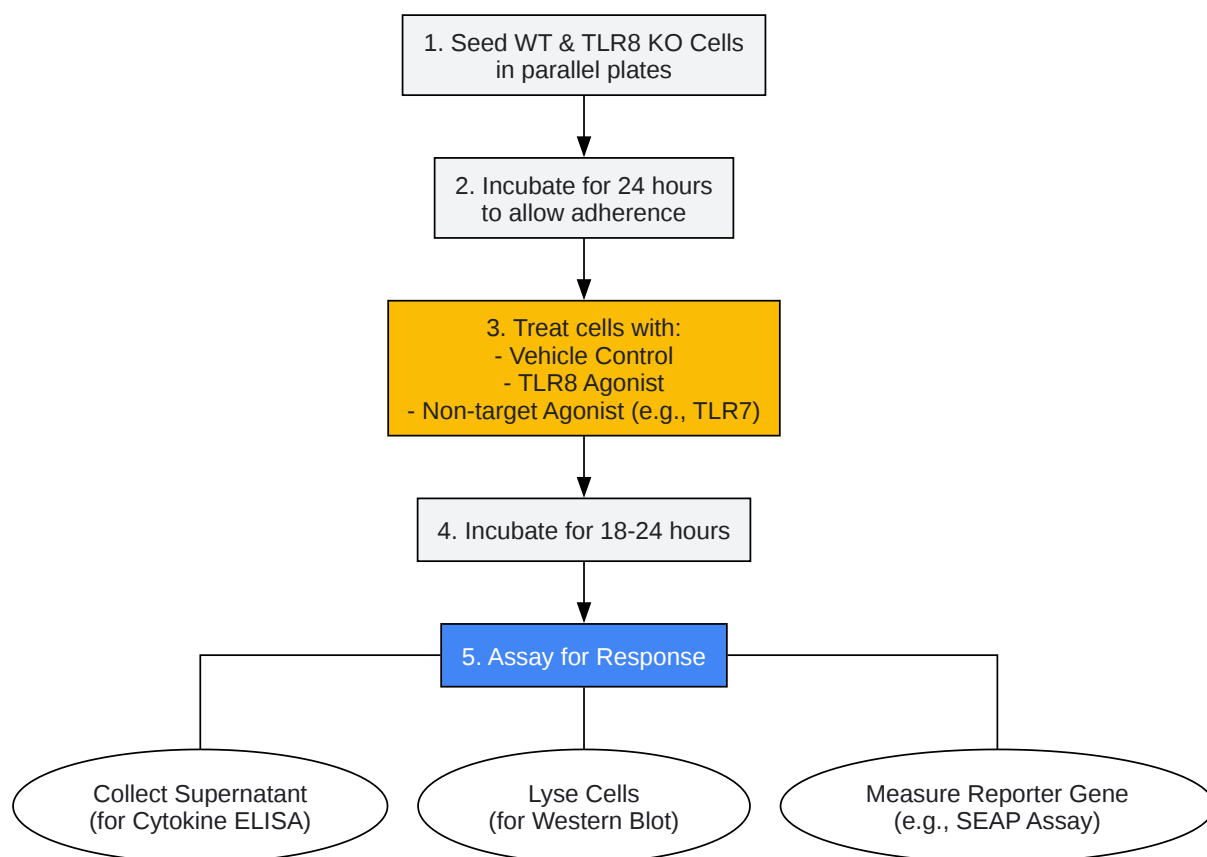 1. Seed WT & TLR8 KO Cells
in parallel plates
2. Incubate for 24 hours
to allow adherence
3. Treat cells with:
- Vehicle Control
- TLR8 Agonist
- Non-target Agonist (e.g., TLR7)
4. Incubate for 18-24 hours
5. Assay for Response
Collect Supernatant
(for Cytokine ELISA)
Lyse Cells
(for Western Blot)
Measure Reporter Gene
(e.g., SEAP Assay)